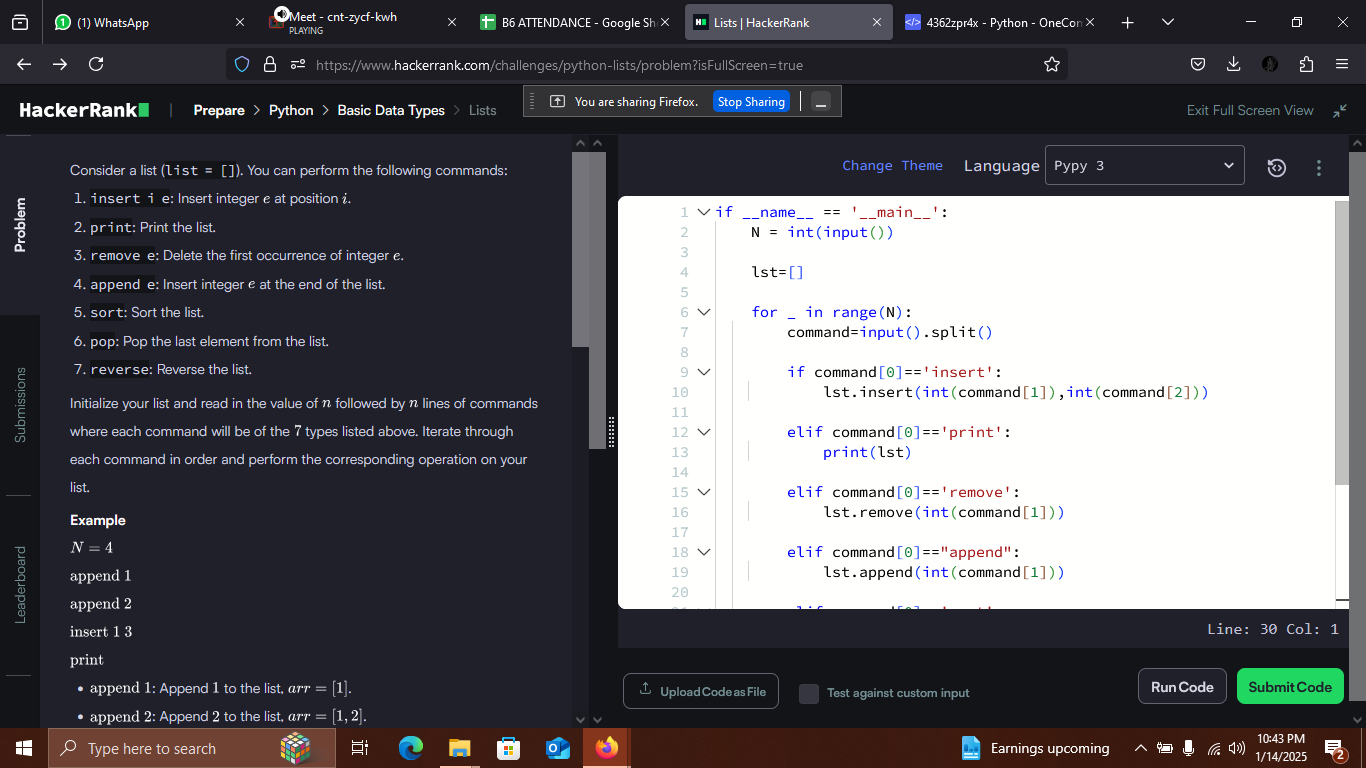 (1) WhatsApp
Meet - cnt-zycf-kwh
PLAYING
B6 ATTENDANCE - Google Sh
Lists | HackerRank
4362zpr4x - Python - OneCon
https://www.hackerrank.com/challenges/python-lists/problem?isFullScreen=true
HackerRank
Prepare > Python > Basic Data Types > Lists
You are sharing Firefox. Stop Sharing
Exit Full Screen View
Problem
Submissions
Leaderboard
Consider a list (list = []). You can perform the following commands:
1. insert i e: Insert integer e at position i.
2. print: Print the list.
3. remove e: Delete the first occurrence of integer e.
4. append e: Insert integer e at the end of the list.
5. sort: Sort the list.
6. pop: Pop the last element from the list.
7. reverse: Reverse the list.
Initialize your list and read in the value of n followed by n lines of commands
where each command will be of the 7 types listed above. Iterate through
each command in order and perform the corresponding operation on your
list.
Example
N = 4
append 1
append 2
insert 1 3
print
• append 1: Append 1 to the list, arr = [1].
• append 2: Append 2 to the list, arr = [1, 2].
Change Theme Language Pypy 3
1 if __name__ == '__main__':
2 N = int(input())
3
4 lst=[]
5
6 for _ in range(N):
7 command=input().split()
8
9 if command[0]=='insert':
10 lst.insert(int(command[1]),int(command[2]))
11
12 elif command[0]=='print':
13 print(lst)
14
15 elif command[0]=='remove':
16 lst.remove(int(command[1]))
17
18 elif command[0]=="append":
19 lst.append(int(command[1]))
20
Line: 30 Col: 1
Upload Code as File
Test against custom input
Run Code
Submit Code
Type here to search
Earnings upcoming
10:43 PM
1/14/2025
2